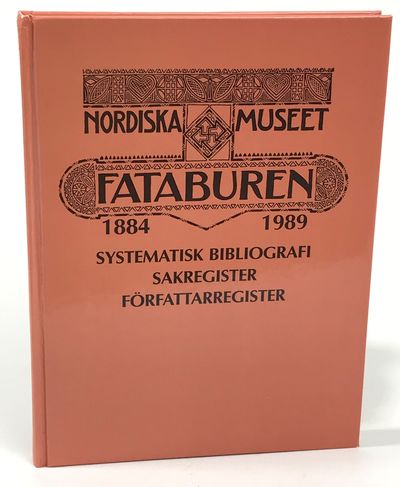 NORDISKA MUSEET
FATABUREN
1884 1989
SYSTEMATISK BIBLIOGRAFI
SAKREGISTER
FÖRFATTARREGISTER